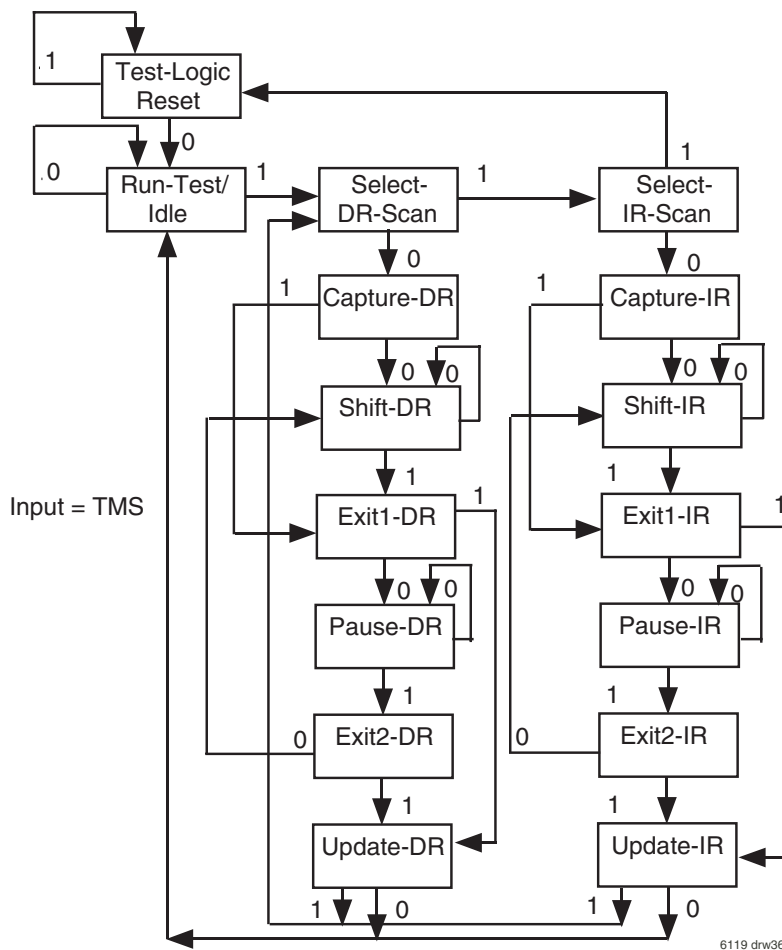 .1
Test-Logic
Reset
0
1
.0
Run-Test/
Idle
1
Select-
DR-Scan
1
Select-
IR-Scan
0
0
1
Capture-DR
1
Capture-IR
0
0
0
0
Shift-DR
Shift-IR
1
1
Input = TMS
Exit1-DR
1
Exit1-IR
1
0
0
0
0
Pause-DR
Pause-IR
1
1
0
Exit2-DR
0
Exit2-IR
1
1
Update-DR
Update-IR
1
0
1
0
6119 drw36